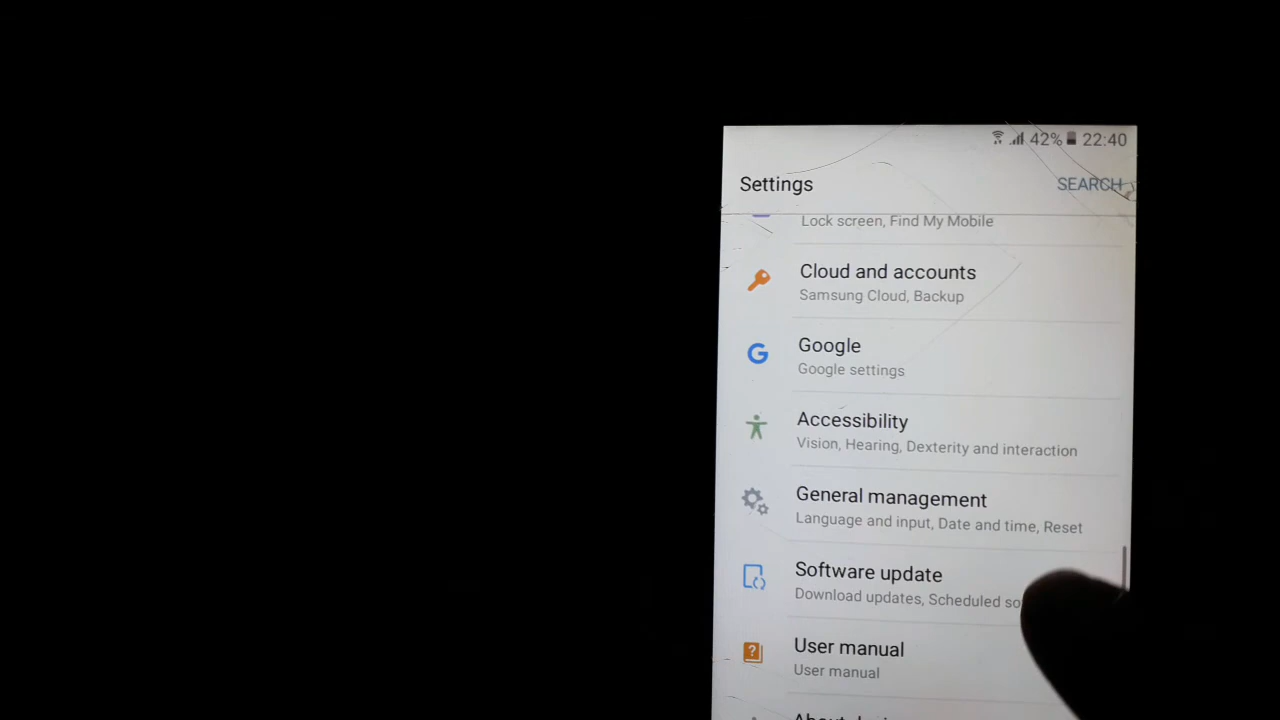 42% 22:40
Settings
SEARCH
Lock screen, Find My Mobile
Cloud and accounts
Samsung Cloud, Backup
Google
Google settings
Accessibility
Vision, Hearing, Dexterity and interaction
General management
Language and input, Date and time, Reset
Software update
Download updates, Scheduled so
User manual
User manual
About